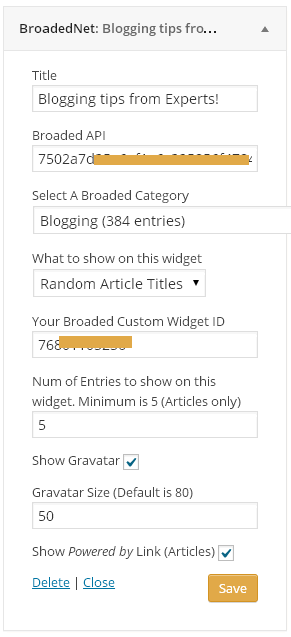 BroadedNet: Blogging tips fro...
Title
Blogging tips from Experts!
Broaded API
7502a7d
Select A Broaded Category
Blogging (384 entries)
What to show on this widget
Random Article Titles
Your Broaded Custom Widget ID
Num of Entries to show on this
widget. Minimum is 5 (Articles only)
5
Show Gravatar
Gravatar Size (Default is 80)
50
Show Powered by Link (Articles)
Delete | Close
Save